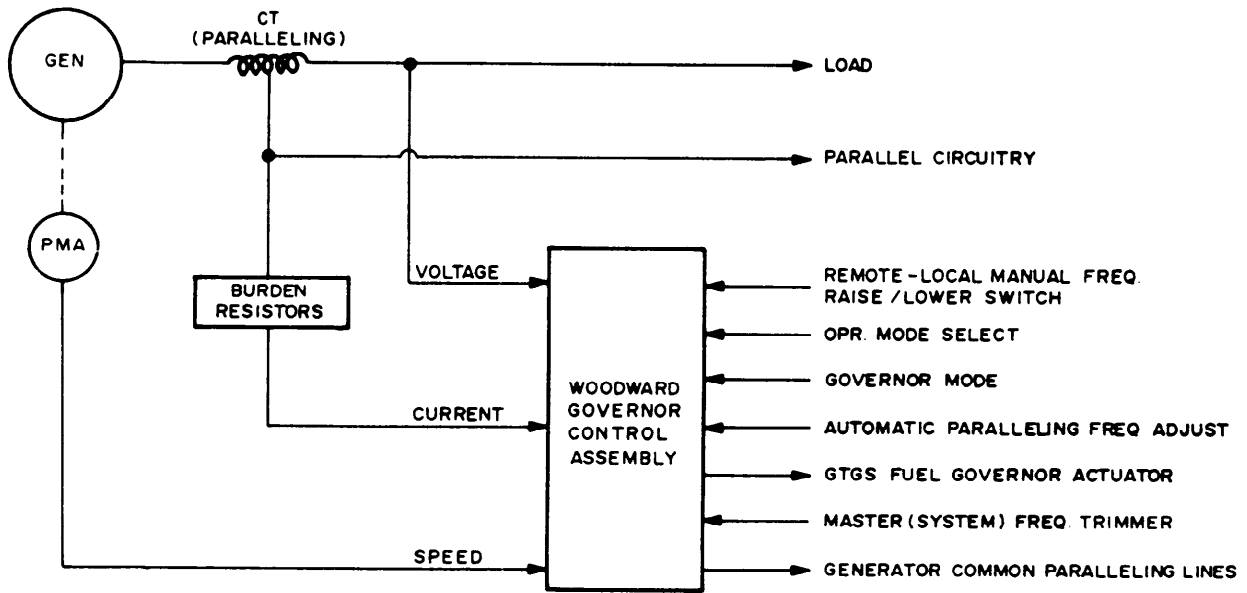 CT
(PARALLELING)
GEN
LOAD
PARALLEL CIRCUITRY
PMA
VOLTAGE
BURDEN
RESISTORS
REMOTE-LOCAL MANUAL FREQ.
RAISE/LOWER SWITCH
OPR. MODE SELECT
WOODWARD
GOVERNOR
CONTROL
ASSEMBLY
GOVERNOR MODE
CURRENT
AUTOMATIC PARALLELING FREQ ADJUST
GTGS FUEL GOVERNOR ACTUATOR
MASTER (SYSTEM) FREQ. TRIMMER
SPEED
GENERATOR COMMON PARALLELING LINES